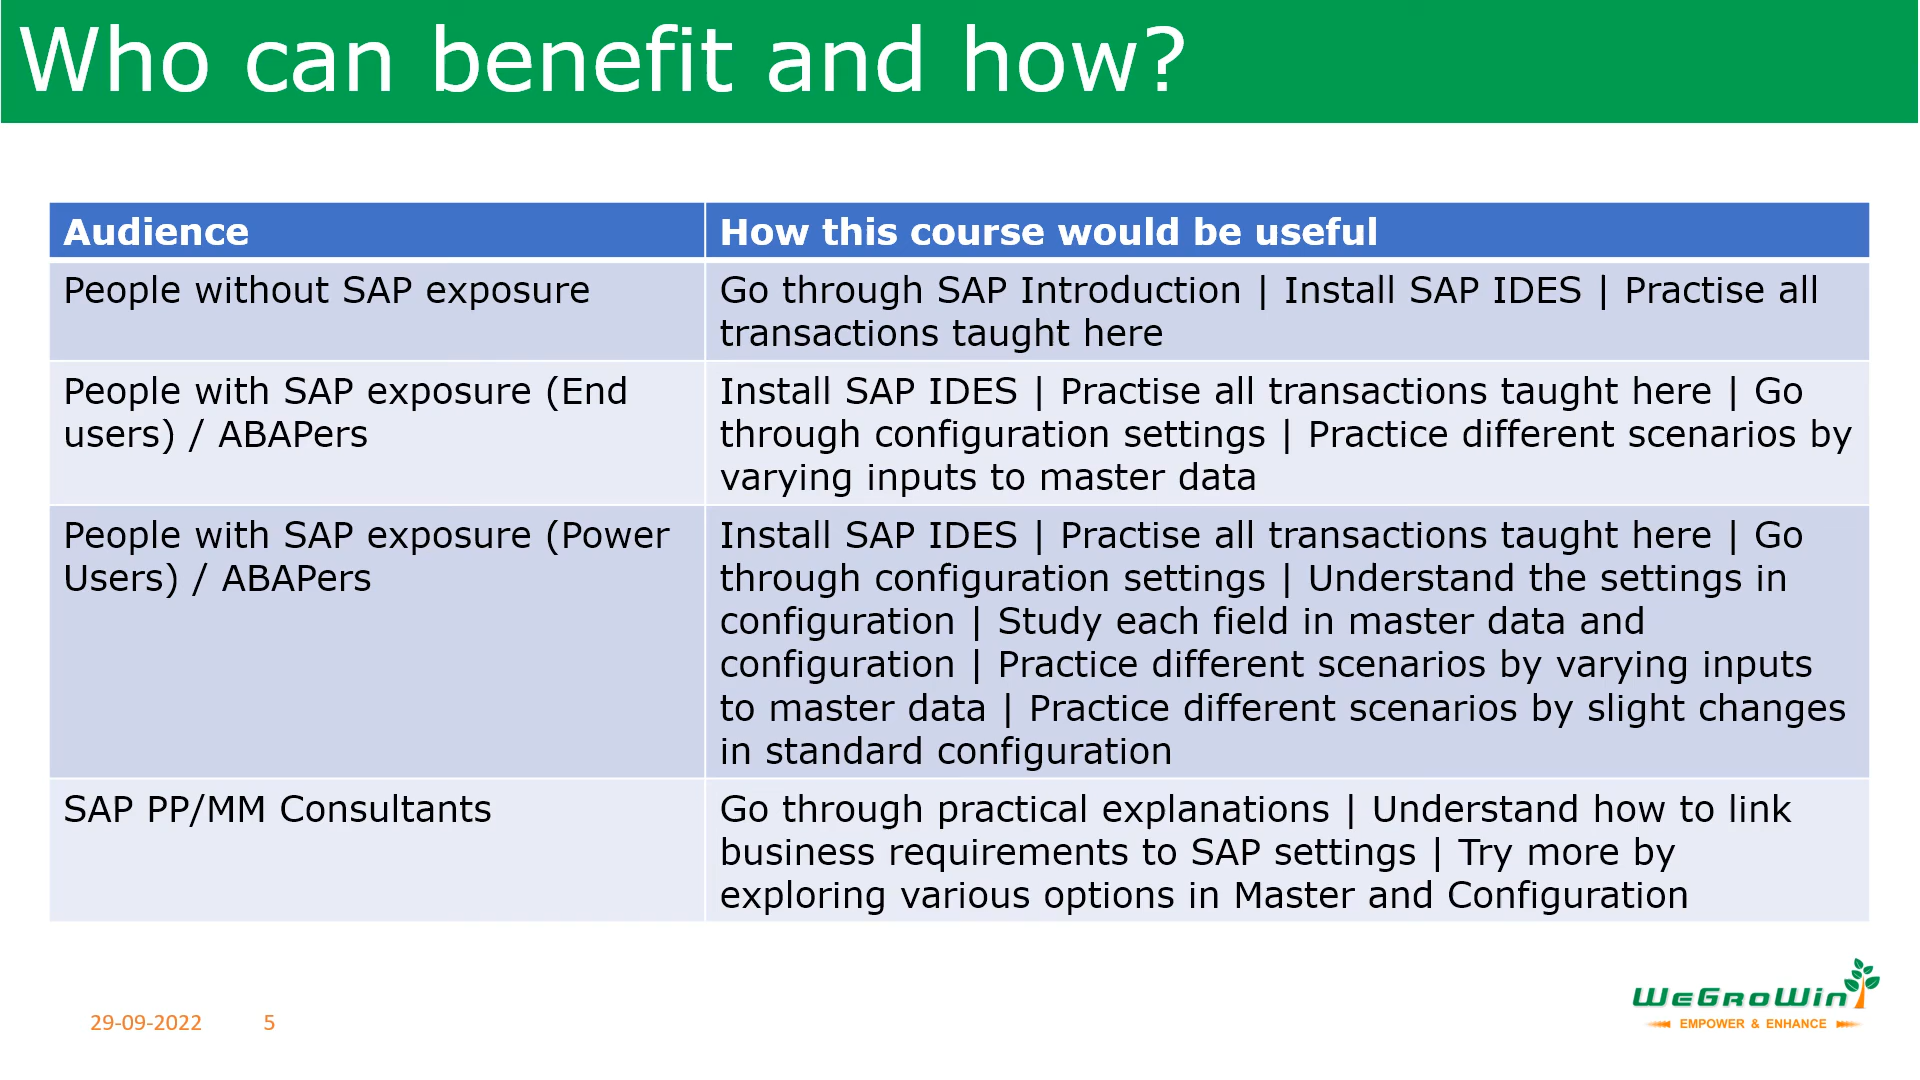 Who can benefit and how?
Audience
How this course would be useful
People without SAP exposure
Go through SAP Introduction | Install SAP IDES | Practise all
transactions taught here
People with SAP exposure (End
users) / ABAPers
Install SAP IDES | Practise all transactions taught here | Go
through configuration settings | Practice different scenarios by
varying inputs to master data
People with SAP exposure (Power
Users) / ABAPers
Install SAP IDES | Practise all transactions taught here | Go
through configuration settings | Understand the settings in
configuration | Study each field in master data and
configuration | Practice different scenarios by varying inputs
to master data | Practice different scenarios by slight changes
in standard configuration
SAP PP/MM Consultants
Go through practical explanations | Understand how to link
business requirements to SAP settings | Try more by
exploring various options in Master and Configuration
29-09-2022 5
WeGroWin
EMPOWER & ENHANCE